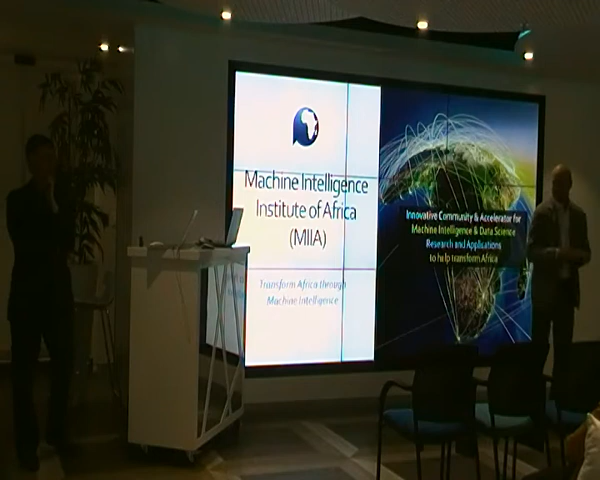 Machine Intelligence
Institute of Africa
(MIIA)
Transform Africa through
Machine Intelligence
Innovative Community & Accelerator for
Machine Intelligence & Data Science
Research and Applications
to help transform Africa